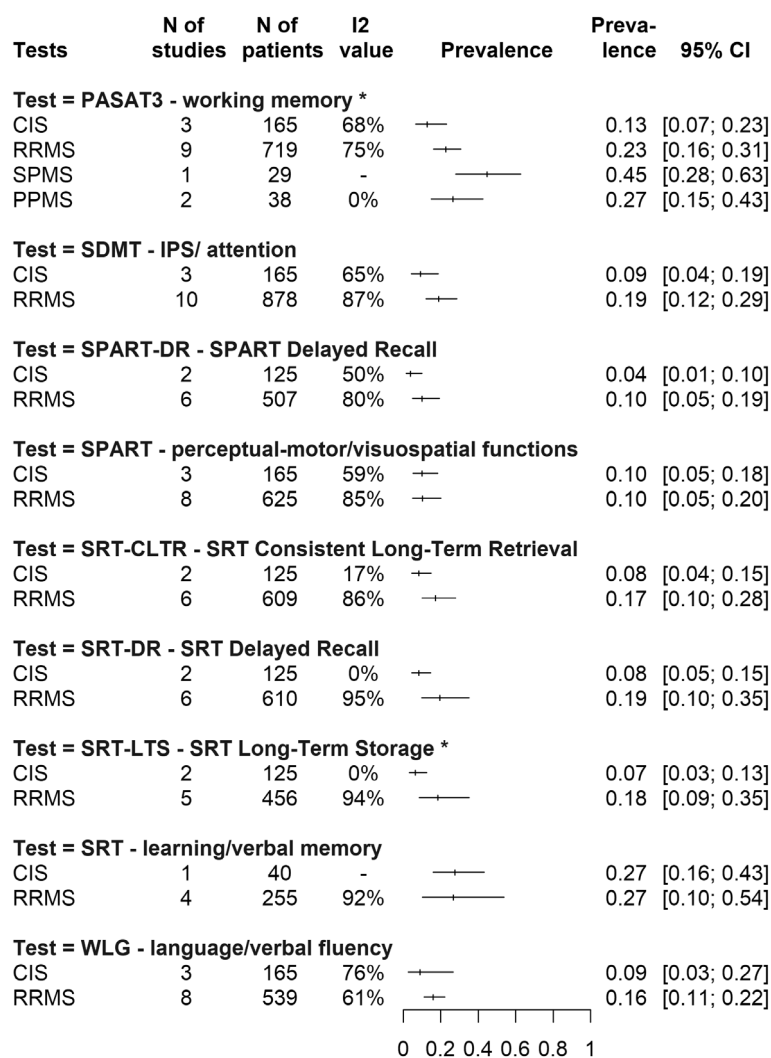 N of N of I2 Preva-
Tests studies patients value Prevalence lence 95% CI
Test = PASAT3 - working memory *
CIS 3 165 68% 0.13 [0.07; 0.23]
RRMS 9 719 75% 0.23 [0.16; 0.31]
SPMS 1 29 - 0.45 [0.28; 0.63]
PPMS 2 38 0% 0.27 [0.15; 0.43]
Test = SDMT - IPS/ attention
CIS 3 165 65% 0.09 [0.04; 0.19]
RRMS 10 878 87% 0.19 [0.12; 0.29]
Test = SPART-DR - SPART Delayed Recall
CIS 2 125 50% 0.04 [0.01; 0.10]
RRMS 6 507 80% 0.10 [0.05; 0.19]
Test = SPART - perceptual-motor/visuospatial functions
CIS 3 165 59% 0.10 [0.05; 0.18]
RRMS 8 625 85% 0.10 [0.05; 0.20]
Test = SRT-CLTR - SRT Consistent Long-Term Retrieval
CIS 2 125 17% 0.08 [0.04; 0.15]
RRMS 6 609 86% 0.17 [0.10; 0.28]
Test = SRT-DR - SRT Delayed Recall
CIS 2 125 0% 0.08 [0.05; 0.15]
RRMS 6 610 95% 0.19 [0.10; 0.35]
Test = SRT-LTS - SRT Long-Term Storage *
CIS 2 125 0% 0.07 [0.03; 0.13]
RRMS 5 456 94% 0.18 [0.09; 0.35]
Test = SRT - learning/verbal memory
CIS 1 40 - 0.27 [0.16; 0.43]
RRMS 4 255 92% 0.27 [0.10; 0.54]
Test = WLG - language/verbal fluency
CIS 3 165 76% 0.09 [0.03; 0.27]
RRMS 8 539 61% 0.16 [0.11; 0.22]
0 0.2 0.4 0.6 0.8 1